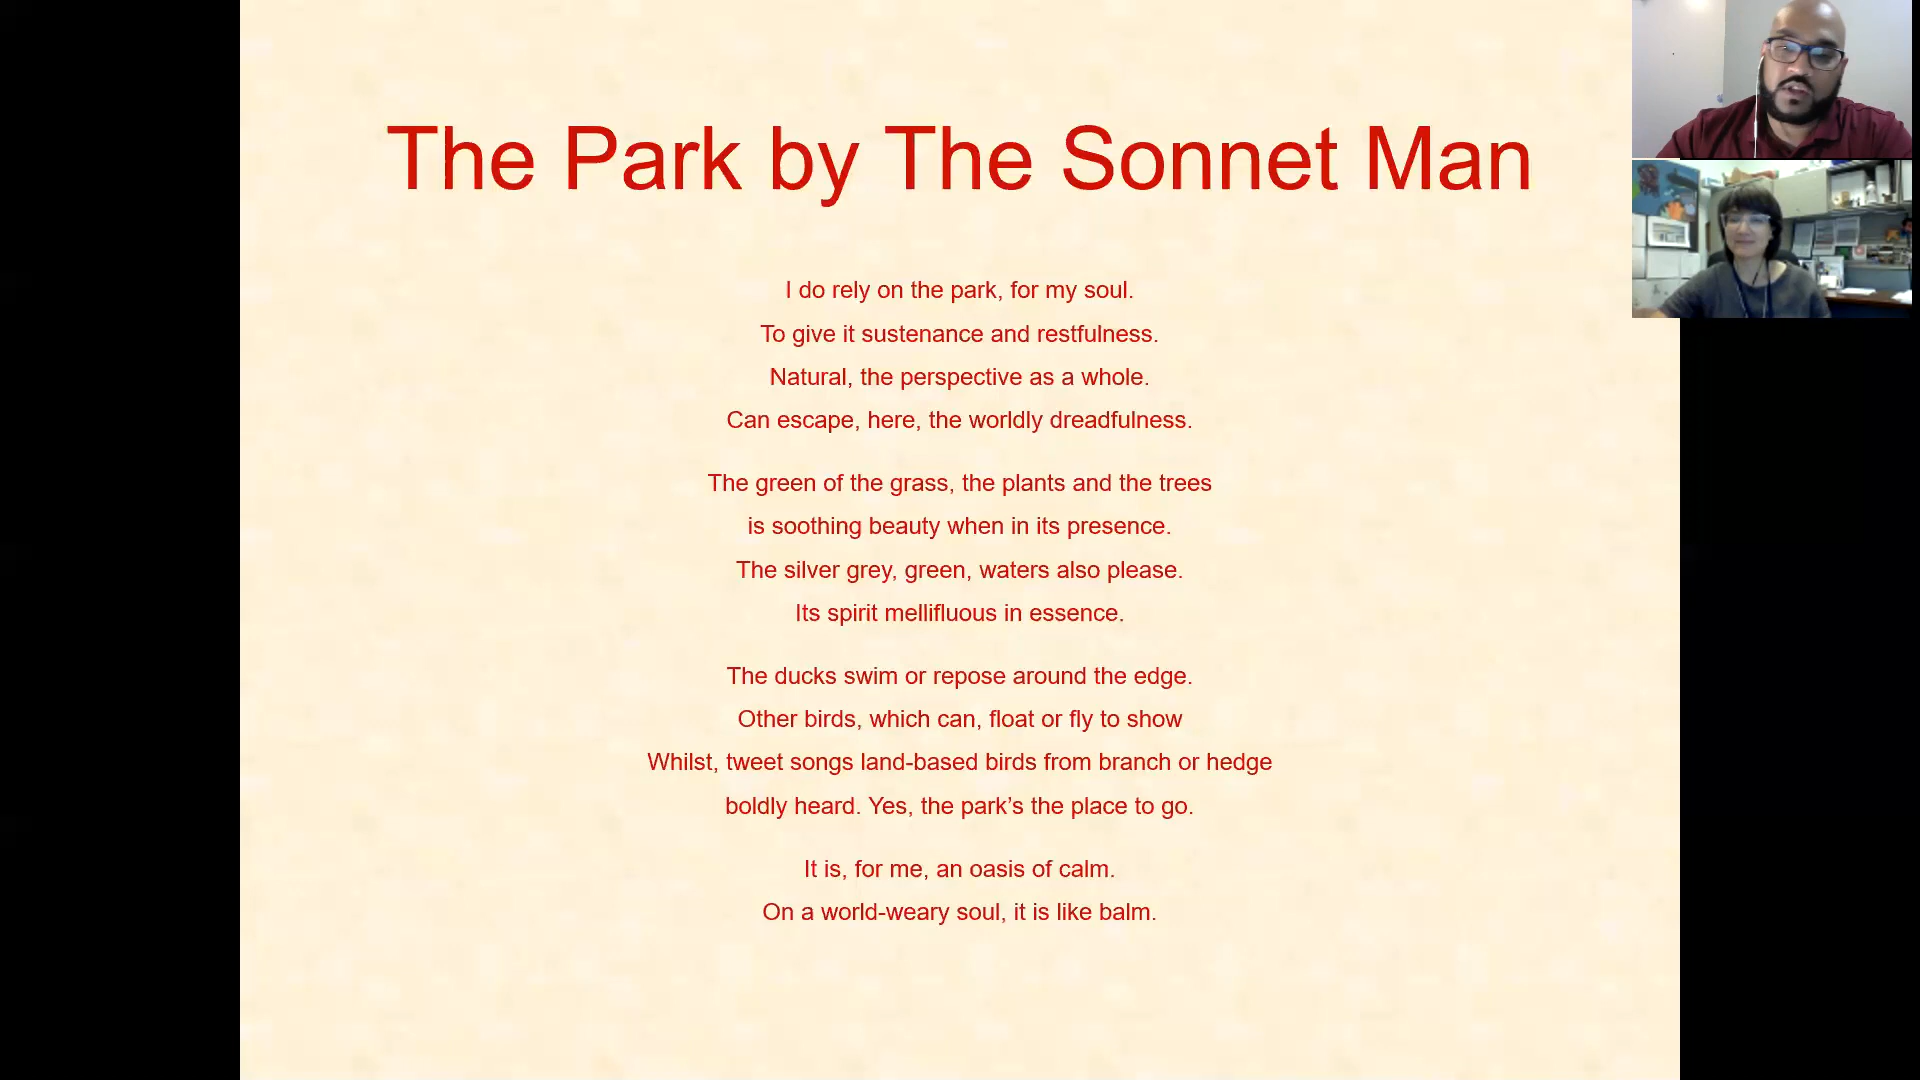 The Park by The Sonnet Man
I do rely on the park, for my soul.
To give it sustenance and restfulness.
Natural, the perspective as a whole.
Can escape, here, the worldly dreadfulness.
The green of the grass, the plants and the trees
is soothing beauty when in its presence.
The silver grey, green, waters also please.
Its spirit mellifluous in essence.
The ducks swim or repose around the edge.
Other birds, which can, float or fly to show
Whilst, tweet songs land-based birds from branch or hedge
boldly heard. Yes, the park’s the place to go.
It is, for me, an oasis of calm.
On a world-weary soul, it is like balm.